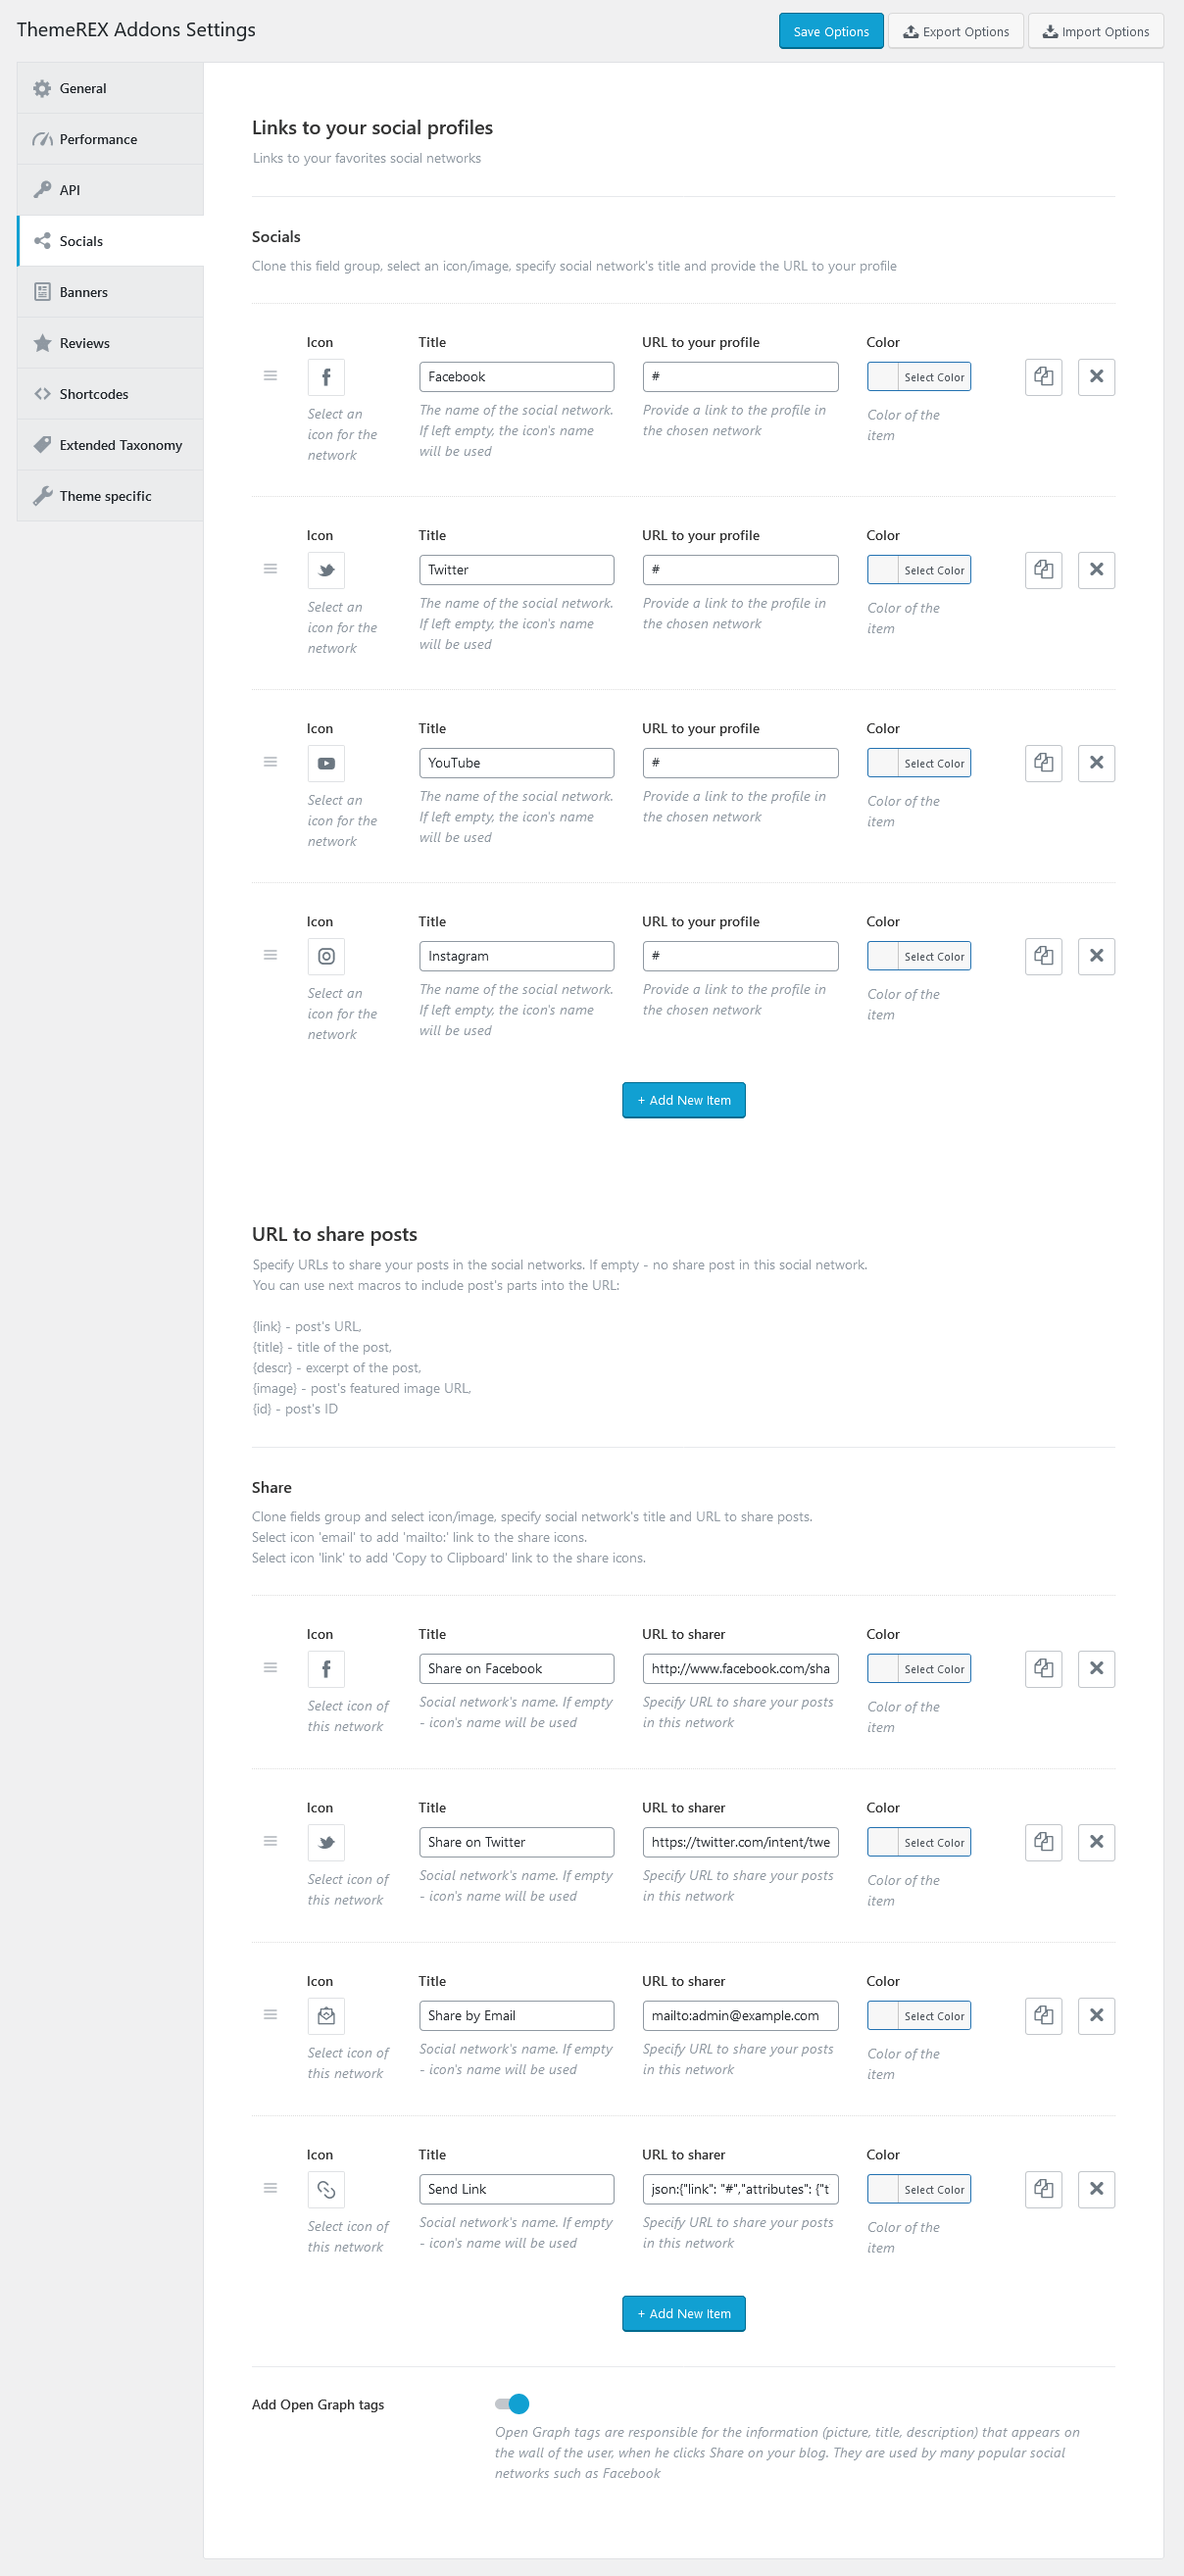 ThemeREX Addons Settings
Save Options
Export Options
Import Options
General
Performance
API
Socials
Banners
Reviews
Shortcodes
Extended Taxonomy
Theme specific
Links to your social profiles
Links to your favorites social networks
Socials
Clone this field group, select an icon/image, specify social network's title and provide the URL to your profile
Icon Title URL to your profile Color
Facebook # Select Color
Select an icon for the network
The name of the social network. If left empty, the icon's name will be used
Provide a link to the profile in the chosen network
Color of the item
Icon Title URL to your profile Color
Twitter # Select Color
Select an icon for the network
The name of the social network. If left empty, the icon's name will be used
Provide a link to the profile in the chosen network
Color of the item
Icon Title URL to your profile Color
YouTube # Select Color
Select an icon for the network
The name of the social network. If left empty, the icon's name will be used
Provide a link to the profile in the chosen network
Color of the item
Icon Title URL to your profile Color
Instagram # Select Color
Select an icon for the network
The name of the social network. If left empty, the icon's name will be used
Provide a link to the profile in the chosen network
Color of the item
+ Add New Item
URL to share posts
Specify URLs to share your posts in the social networks. If empty - no share post in this social network.
You can use next macros to include post's parts into the URL:
{link} - post's URL,
{title} - title of the post,
{descr} - excerpt of the post,
{image} - post's featured image URL,
{id} - post's ID
Share
Clone fields group and select icon/image, specify social network's title and URL to share posts.
Select icon 'email' to add 'mailto:' link to the share icons.
Select icon 'link' to add 'Copy to Clipboard' link to the share icons.
Icon Title URL to sharer Color
Share on Facebook http://www.facebook.com/sha Select Color
Select icon of this network
Social network's name. If empty - icon's name will be used
Specify URL to share your posts in this network
Color of the item
Icon Title URL to sharer Color
Share on Twitter https://twitter.com/intent/twe Select Color
Select icon of this network
Social network's name. If empty - icon's name will be used
Specify URL to share your posts in this network
Color of the item
Icon Title URL to sharer Color
Share by Email mailto:admin@example.com Select Color
Select icon of this network
Social network's name. If empty - icon's name will be used
Specify URL to share your posts in this network
Color of the item
Icon Title URL to sharer Color
Send Link json:{"link": "#","attributes": {"t Select Color
Select icon of this network
Social network's name. If empty - icon's name will be used
Specify URL to share your posts in this network
Color of the item
+ Add New Item
Add Open Graph tags
Open Graph tags are responsible for the information (picture, title, description) that appears on
the wall of the user, when he clicks Share on your blog. They are used by many popular social
networks such as Facebook